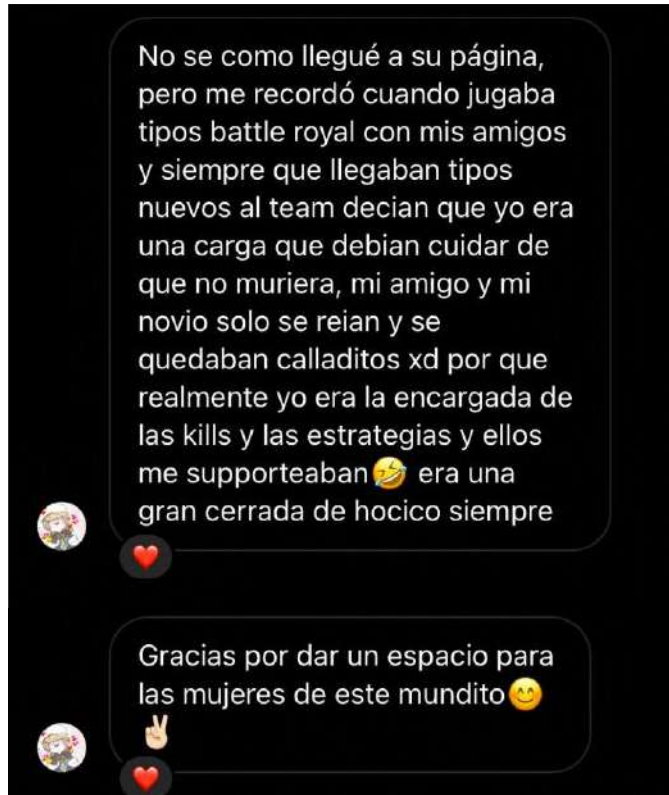 No se como llegué a su página,
pero me recordó cuando jugaba
tipos battle royal con mis amigos
y siempre que llegaban tipos
nuevos al team decian que yo era
una carga que debian cuidar de
que no muriera, mi amigo y mi
novio solo se reian y se
quedaban calladitos xd por que
realmente yo era la encargada de
las kills y las estrategias y ellos
me supporteaban🤣 era una
gran cerrada de hocico siempre
Gracias por dar un espacio para
las mujeres de este mundito😊
✌🏻